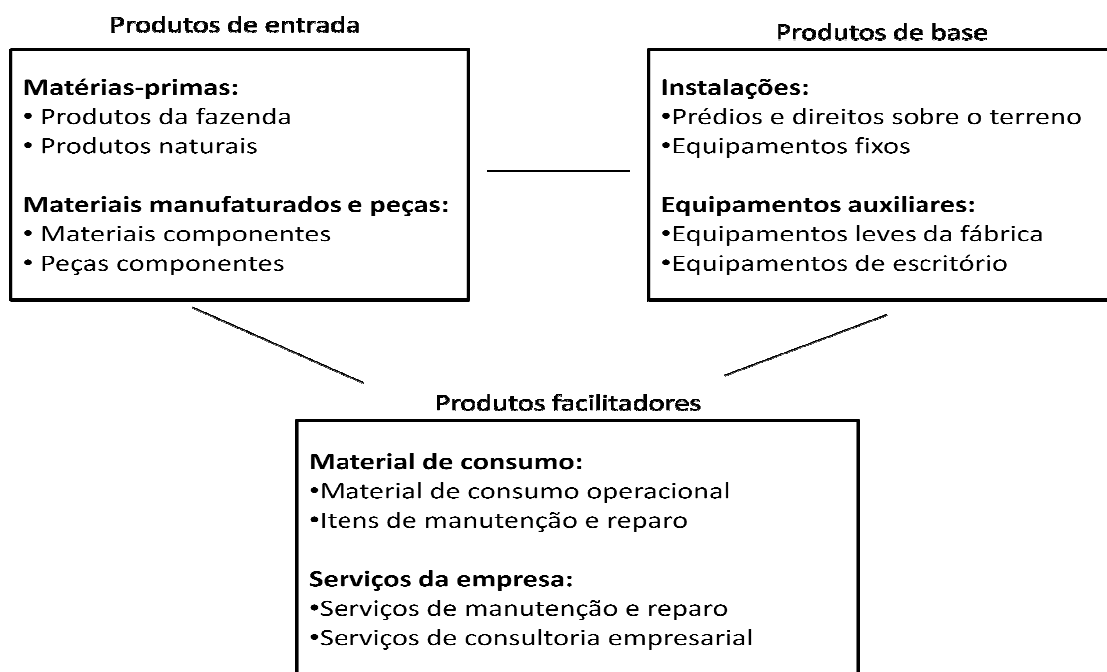 Produtos de entrada
Matérias-primas:
• Produtos da fazenda
• Produtos naturais
Materiais manufaturados e peças:
• Materiais componentes
• Peças componentes
Produtos de base
Instalações:
•Prédios e direitos sobre o terreno
•Equipamentos fixos
Equipamentos auxiliares:
•Equipamentos leves da fábrica
•Equipamentos de escritório
Produtos facilitadores
Material de consumo:
•Material de consumo operacional
•Itens de manutenção e reparo
Serviços da empresa:
•Serviços de manutenção e reparo
•Serviços de consultoria empresarial